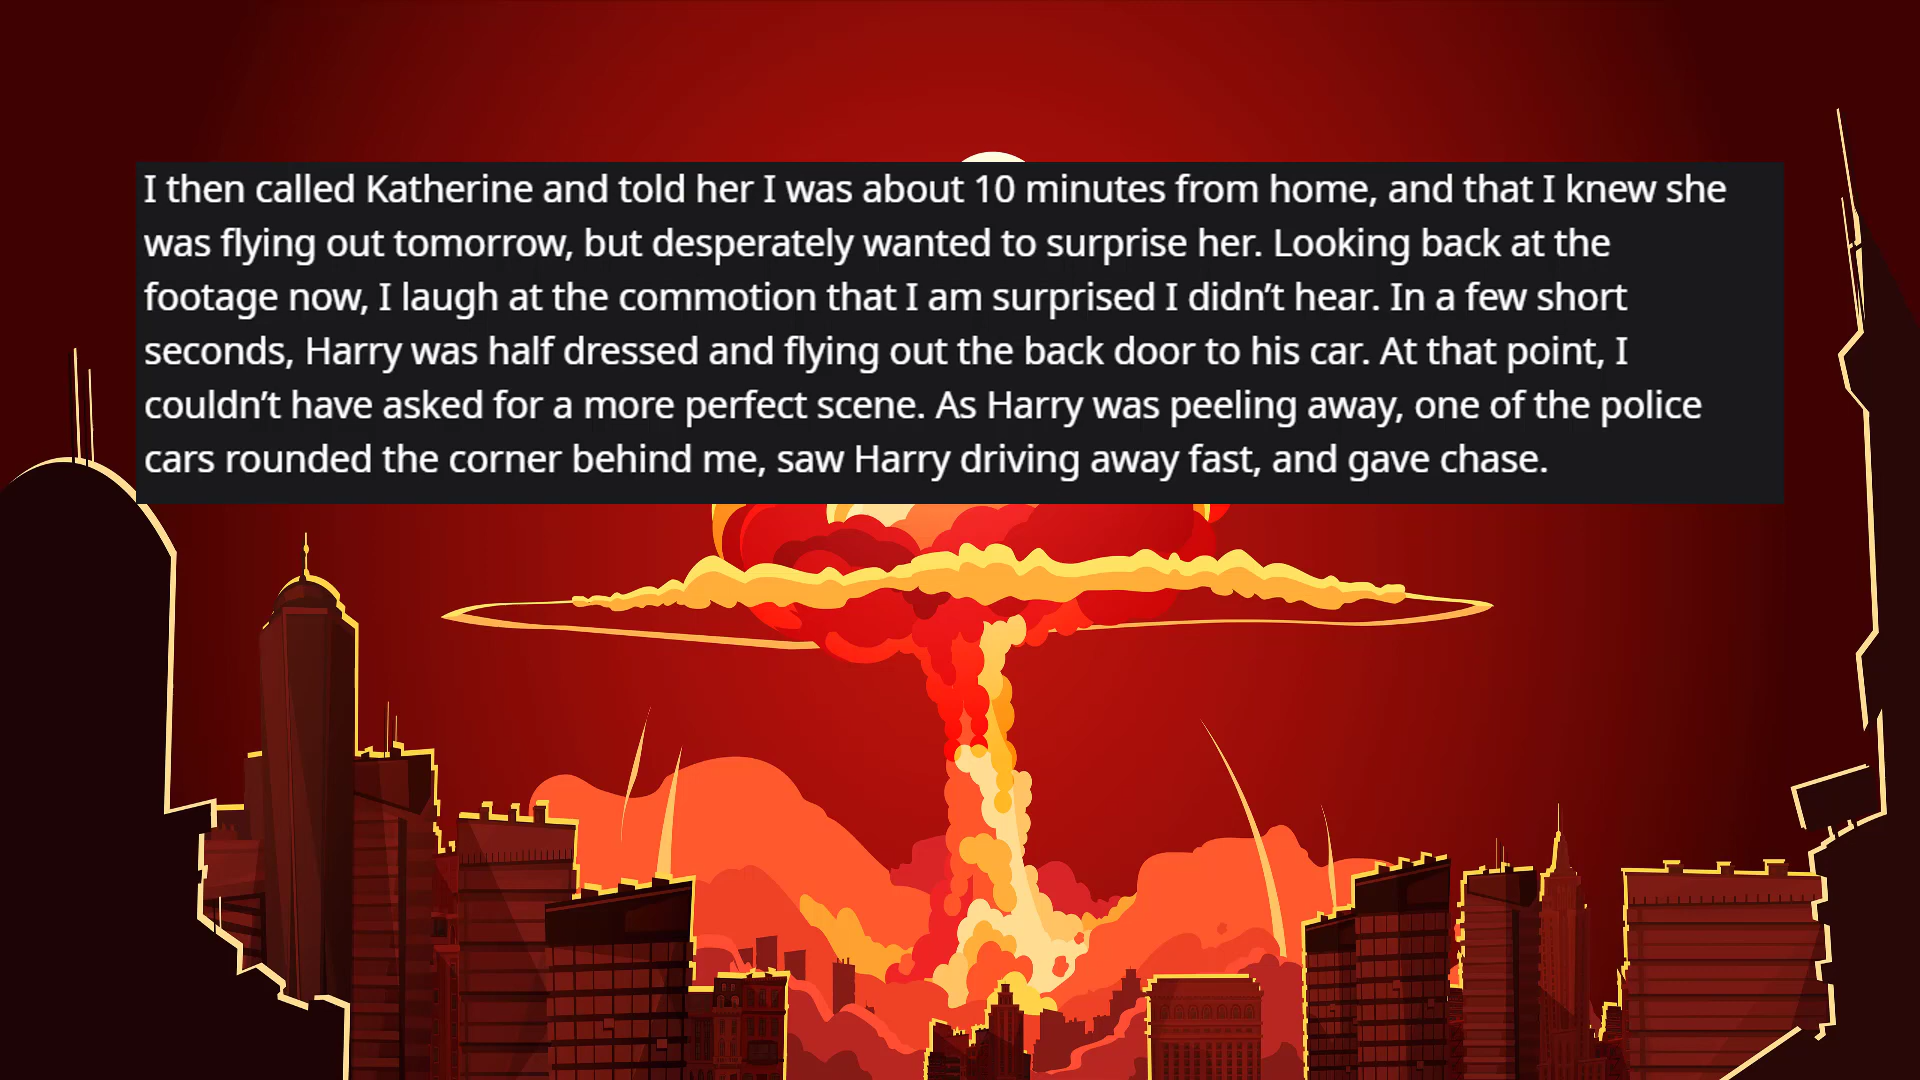 I then called Katherine and told her I was about 10 minutes from home, and that I knew she
was flying out tomorrow, but desperately wanted to surprise her. Looking back at the
footage now, I laugh at the commotion that I am surprised I didn’t hear. In a few short
seconds, Harry was half dressed and flying out the back door to his car. At that point, I
couldn’t have asked for a more perfect scene. As Harry was peeling away, one of the police
cars rounded the corner behind me, saw Harry driving away fast, and gave chase.